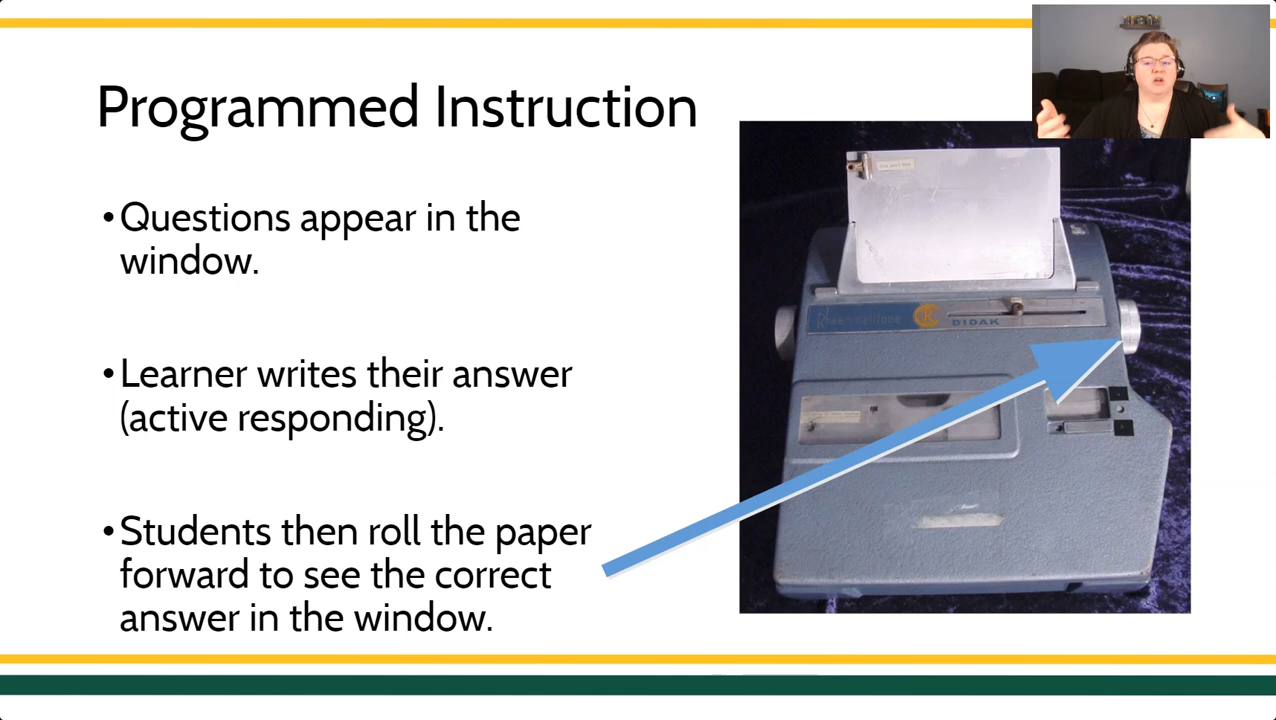 Programmed Instruction
•Questions appear in the
window.
•Learner writes their answer
(active responding).
•Students then roll the paper
forward to see the correct
answer in the window.
DIDAK